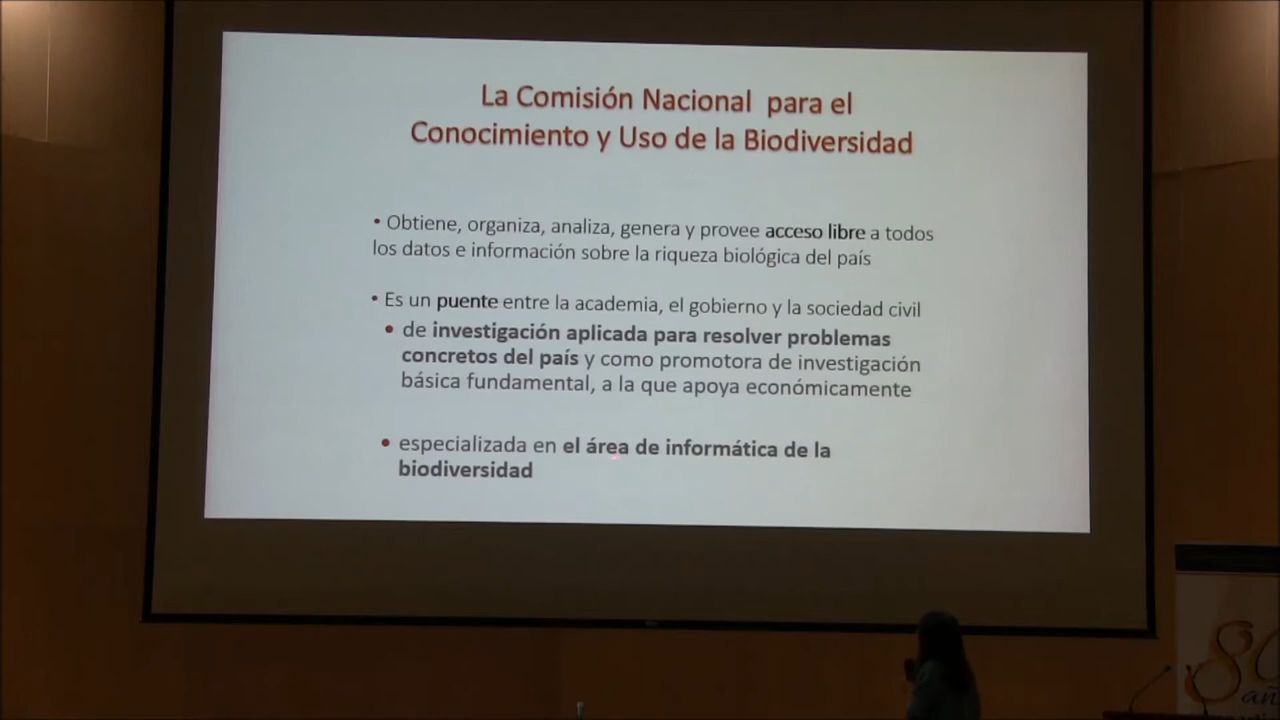 La Comisión Nacional para el
Conocimiento y Uso de la Biodiversidad
• Obtiene, organiza, analiza, genera y provee acceso libre a todos
los datos e información sobre la riqueza biológica del país
• Es un puente entre la academia, el gobierno y la sociedad civil
• de investigación aplicada para resolver problemas
concretos del país y como promotora de investigación
básica fundamental, a la que apoya económicamente
• especializada en el área de informática de la
biodiversidad